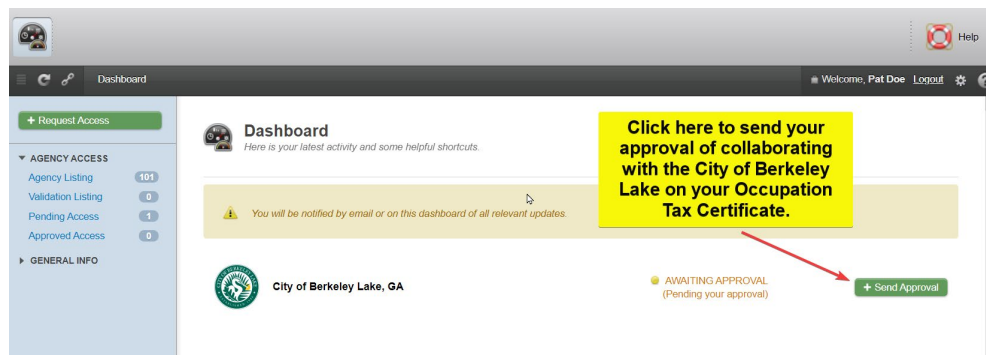 Help
Dashboard
Welcome, Pat Doe Logout
+ Request Access
AGENCY ACCESS
Agency Listing 101
Validation Listing 0
Pending Access 1
Approved Access 0
GENERAL INFO
Dashboard
Here is your latest activity and some helpful shortcuts.
Click here to send your
approval of collaborating
with the City of Berkeley
Lake on your Occupation
Tax Certificate.
You will be notified by email or on this dashboard of all relevant updates.
City of Berkeley Lake, GA
AWAITING APPROVAL
(Pending your approval)
+ Send Approval